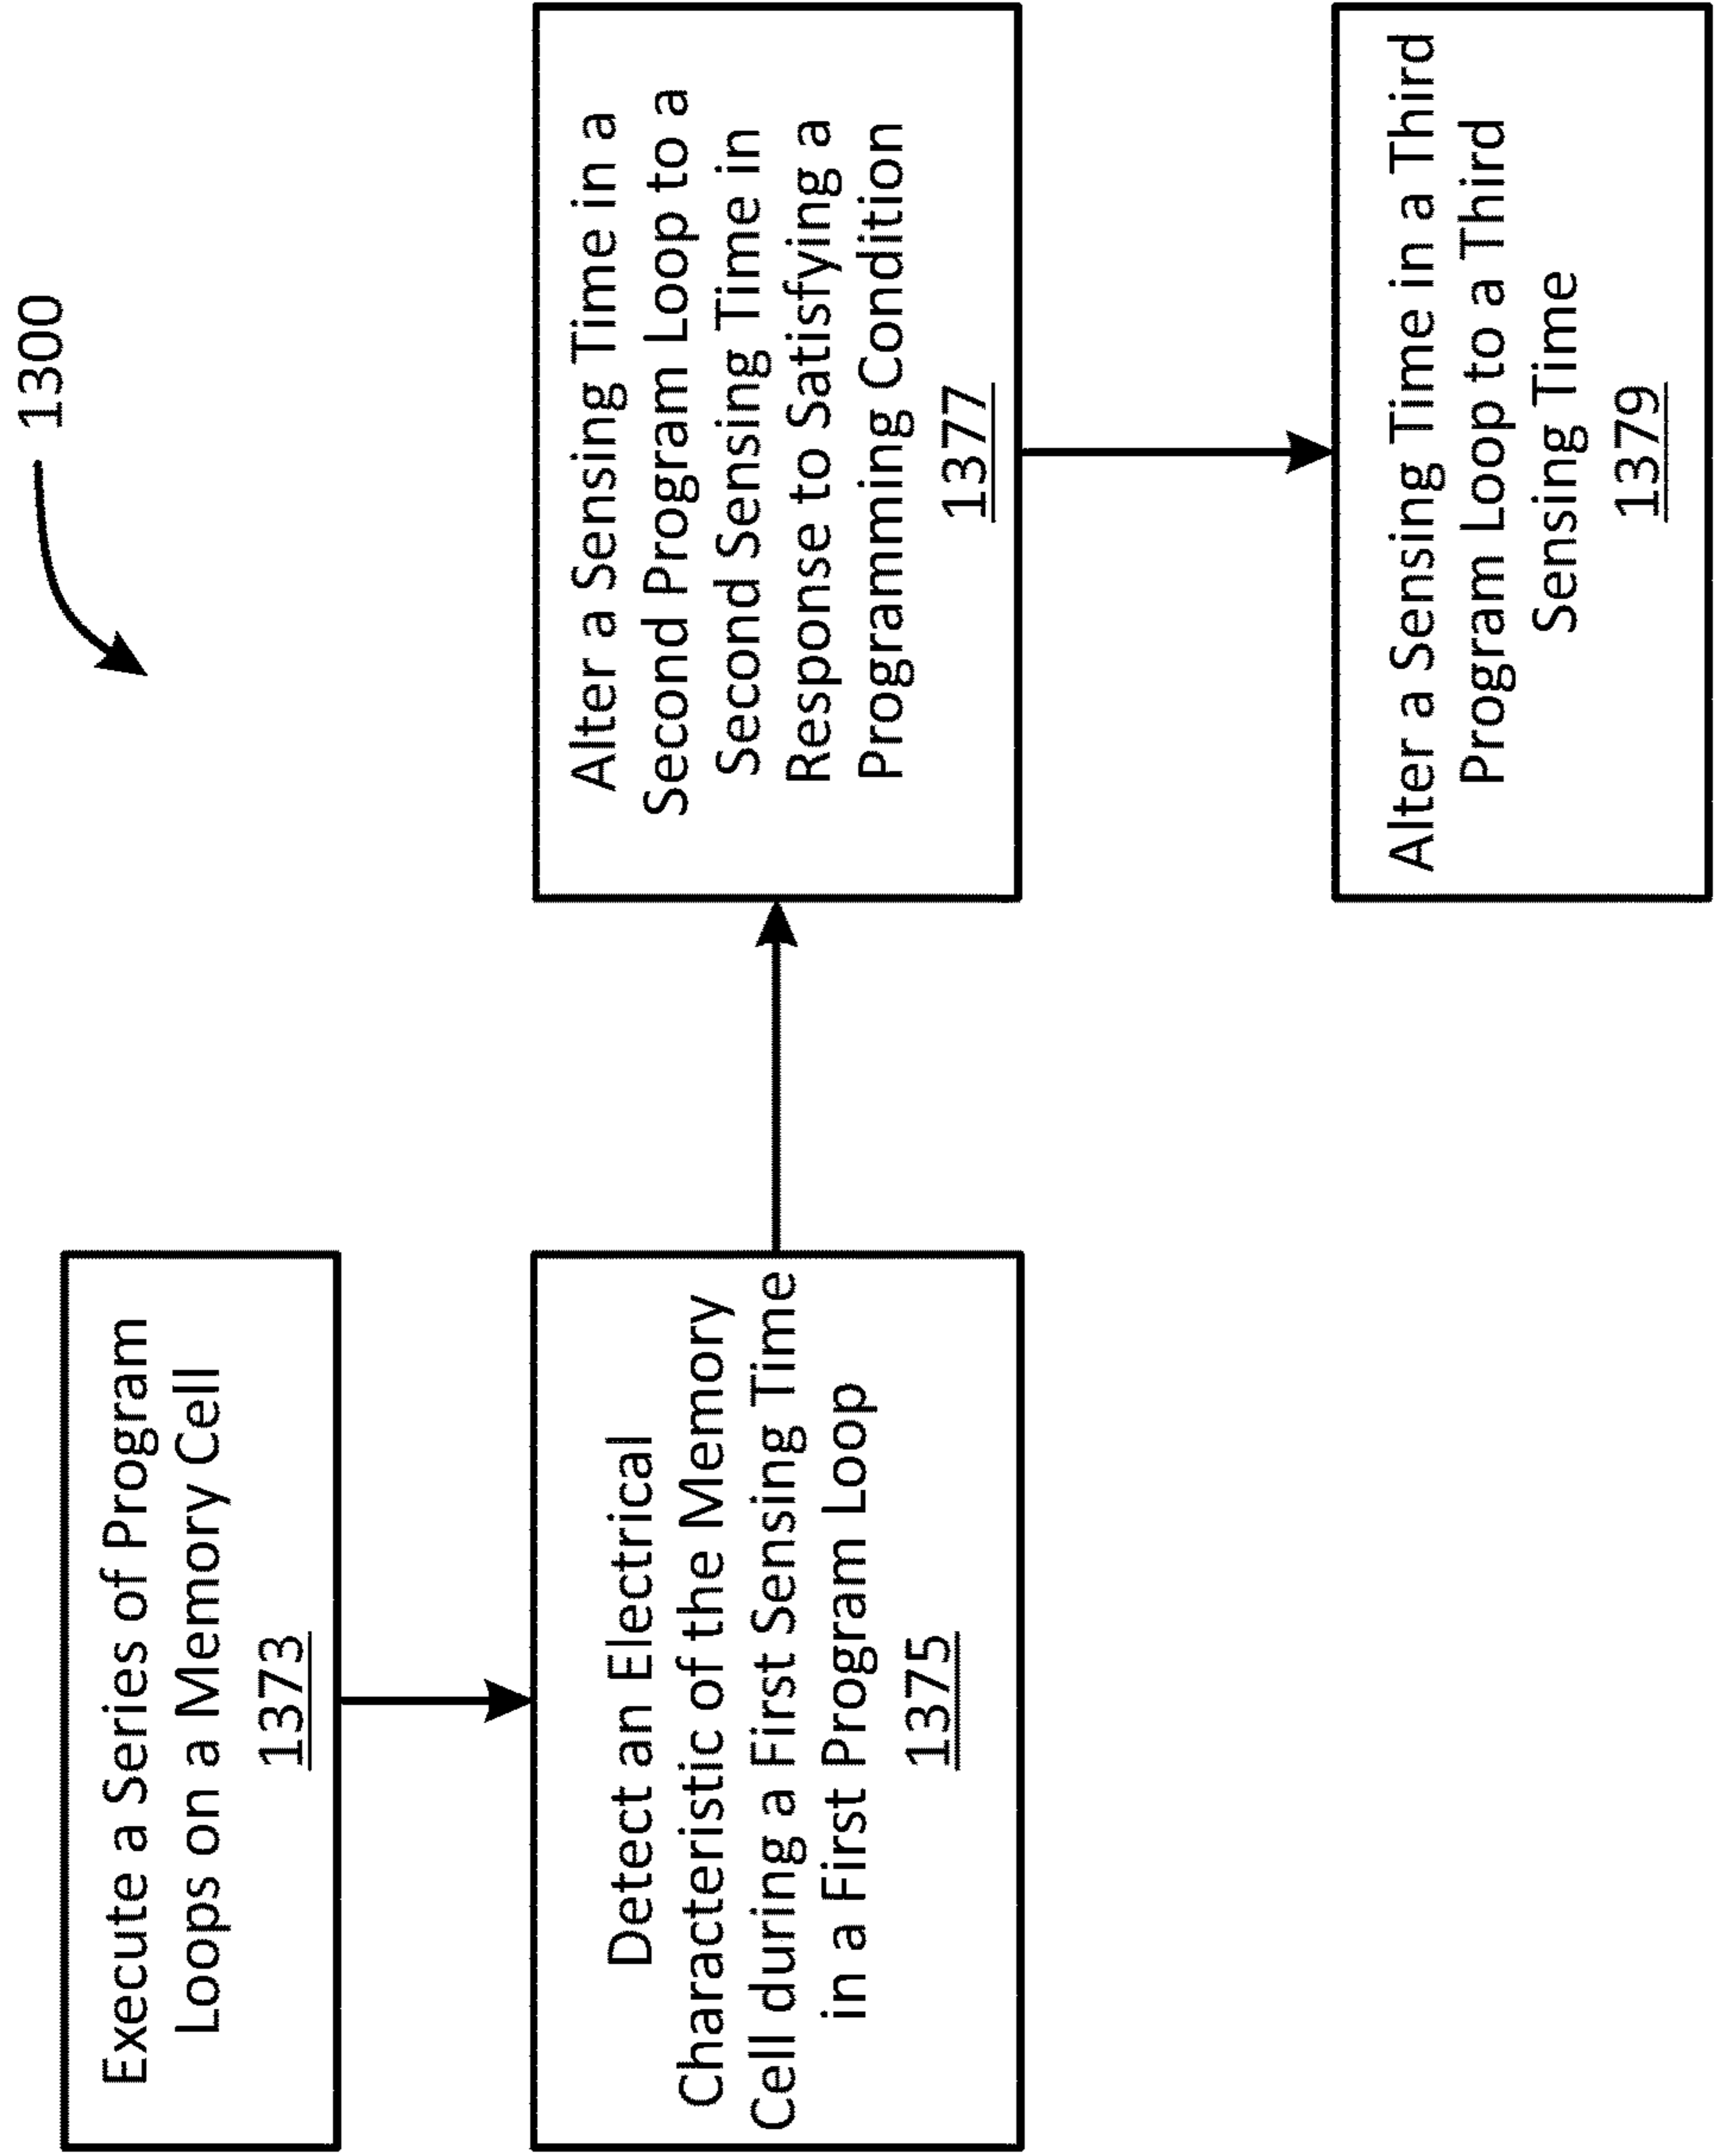 1300
Execute a Series of Program
Loops on a Memory Cell
1373
Detect an Electrical
Characteristic of the Memory
Cell during a First Sensing Time
in a First Program Loop
1375
Alter a Sensing Time in a
Second Program Loop to a
Second Sensing Time in
Response to Satisfying a
Programming Condition
1377
Alter a Sensing Time in a Third
Program Loop to a Third
Sensing Time
1379